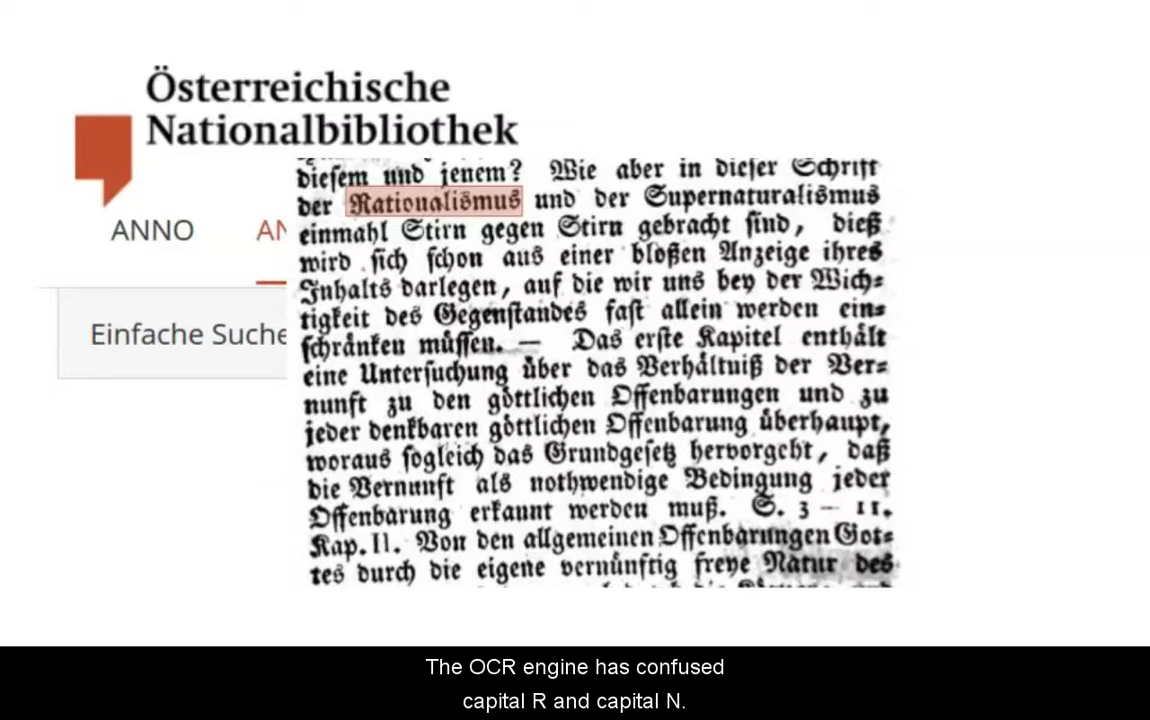 Österreichische
Nationalbibliothek
ANNO
AN
Einfache Suche
diesem und jenem? Wie aber in dieser Schrift
der Rationalismus und der Supernaturalismus
einmahl Stirn gegen Stirn gebracht sind, dieß
wird sich schon aus einer bloßen Anzeige ihres
Inhalts darlegen, auf die wir uns bey der Wich=
tigkeit des Gegenstandes fast allein werden ein=
schränken müssen. — Das erste Kapitel enthält
eine Untersuchung über das Verhältniß der Ver=
nunft zu den göttlichen Offenbarungen und zu
jeder denkbaren göttlichen Offenbarung überhaupt,
woraus sogleich das Grundgesetz hervorgeht, daß
die Vernunft als nothwendige Bedingung jeder
Offenbarung erkannt werden muß. S. 3 — 11.
Kap. II. Von den allgemeinen Offenbarungen Got=
tes durch die eigene vernünftig freye Natur des
The OCR engine has confused
capital R and capital N.